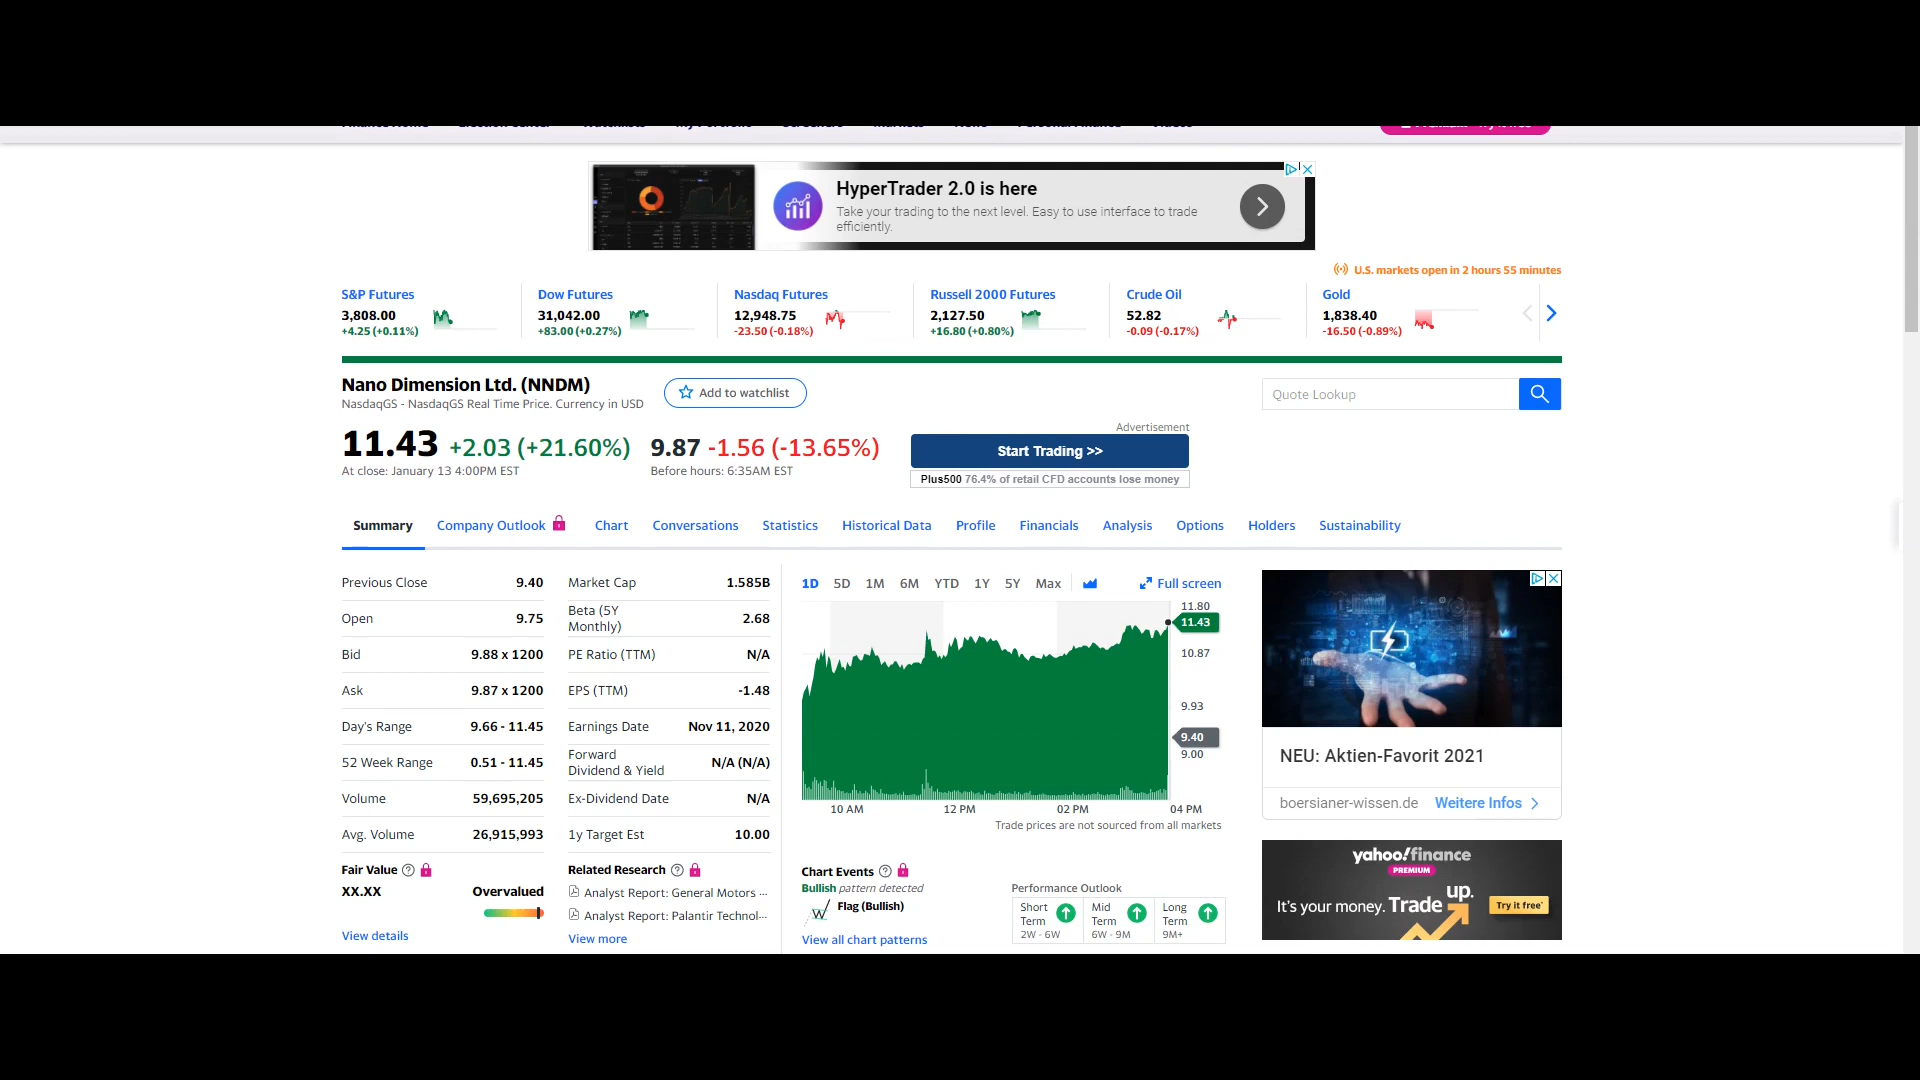 HyperTrader 2.0 is here
Take your trading to the next level. Easy to use interface to trade
efficiently.
U.S. markets open in 2 hours 55 minutes
S&P Futures
3,808.00
+4.25 (+0.11%)
Dow Futures
31,042.00
+83.00 (+0.27%)
Nasdaq Futures
12,948.75
-23.50 (-0.18%)
Russell 2000 Futures
2,127.50
+16.80 (+0.80%)
Crude Oil
52.82
-0.09 (-0.17%)
Gold
1,838.40
-16.50 (-0.89%)
Nano Dimension Ltd. (NNDM)
NasdaqGS - NasdaqGS Real Time Price. Currency in USD
Add to watchlist
Quote Lookup
11.43 +2.03 (+21.60%)
At close: January 13 4:00PM EST
9.87 -1.56 (-13.65%)
Before hours: 6:35AM EST
Advertisement
Start Trading >>
Plus500 76.4% of retail CFD accounts lose money
Summary Company Outlook Chart Conversations Statistics Historical Data Profile Financials Analysis Options Holders Sustainability
Previous Close 9.40
Open 9.75
Bid 9.88 x 1200
Ask 9.87 x 1200
Day's Range 9.66 - 11.45
52 Week Range 0.51 - 11.45
Volume 59,695,205
Avg. Volume 26,915,993
Market Cap 1.585B
Beta (5Y
Monthly) 2.68
PE Ratio (TTM) N/A
EPS (TTM) -1.48
Earnings Date Nov 11, 2020
Forward
Dividend & Yield N/A (N/A)
Ex-Dividend Date N/A
1y Target Est 10.00
Fair Value
XX.XX Overvalued
View details
Related Research
Analyst Report: General Motors ...
Analyst Report: Palantir Technol...
View more
1D 5D 1M 6M YTD 1Y 5Y Max Full screen
11.80
11.43
10.87
9.93
9.40
9.00
10 AM 12 PM 02 PM 04 PM
Trade prices are not sourced from all markets
Chart Events
Bullish pattern detected
Flag (Bullish)
View all chart patterns
Performance Outlook
Short
Term
2W - 6W
Mid
Term
6W - 9M
Long
Term
9M+
NEU: Aktien-Favorit 2021
boersianer-wissen.de Weitere Infos
yahoo!finance
PREMIUM
It's your money. Trade up.
Try it free*